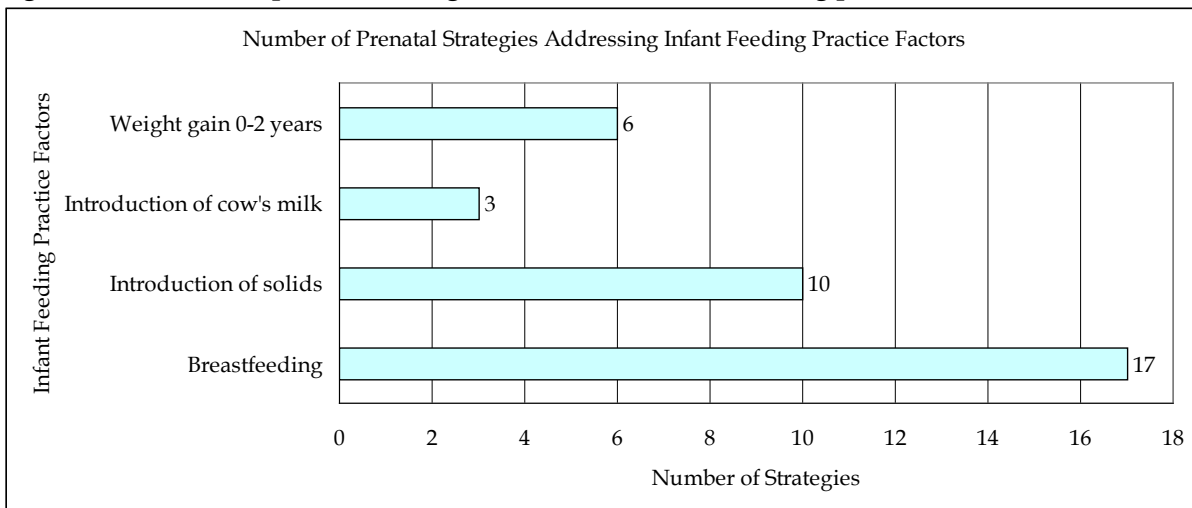 Number of Prenatal Strategies Addressing Infant Feeding Practice Factors
Infant Feeding Practice Factors
Weight gain 0-2 years
6
Introduction of cow's milk
3
Introduction of solids
10
Breastfeeding
17
0 2 4 6 8 10 12 14 16 18
Number of Strategies